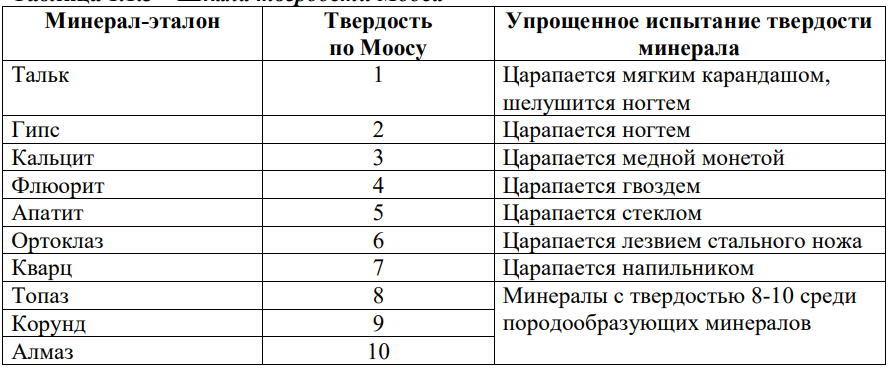 Минерал-эталон Твердость по Моосу Упрощенное испытание твердости минерала
Тальк 1 Царапается мягким карандашом, шелушится ногтем
Гипс 2 Царапается ногтем
Кальцит 3 Царапается медной монетой
Флюорит 4 Царапается гвоздем
Апатит 5 Царапается стеклом
Ортоклаз 6 Царапается лезвием стального ножа
Кварц 7 Царапается напильником
Топаз 8 Минералы с твердостью 8-10 среди
Корунд 9 породообразующих минералов
Алмаз 10